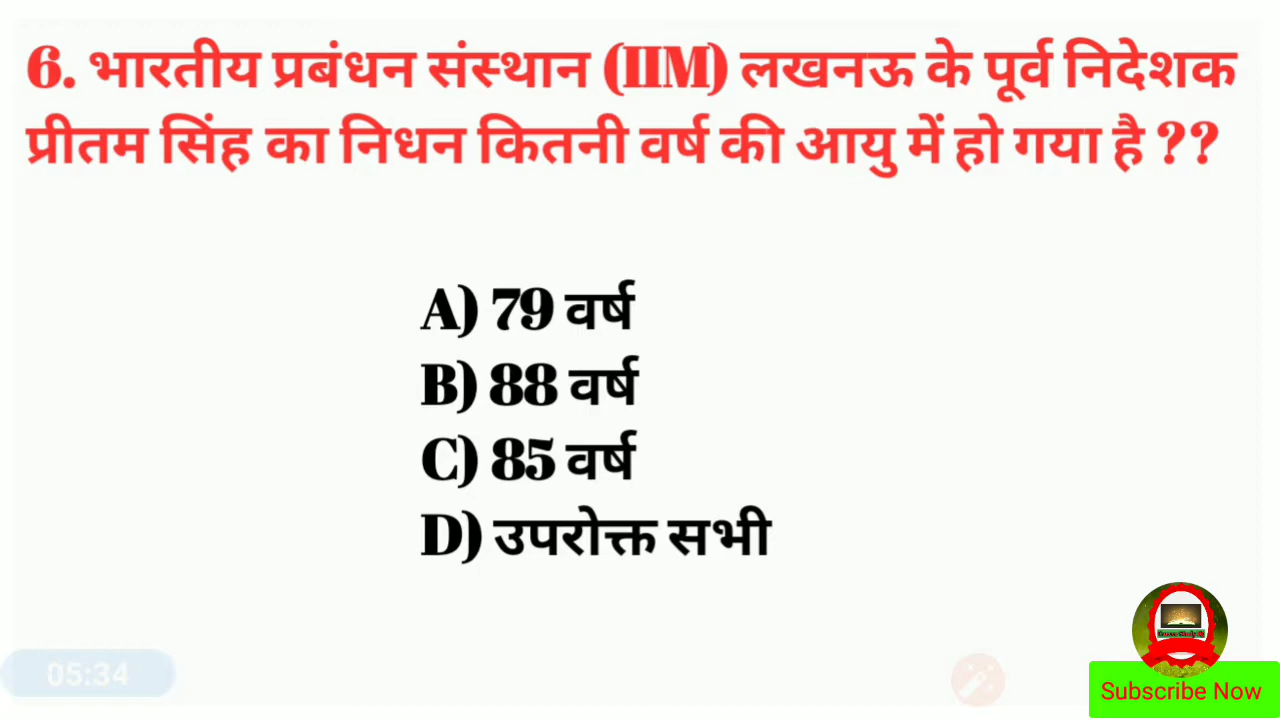 6. भारतीय प्रबंधन संस्थान (IIM) लखनऊ के पूर्व निदेशक
प्रीतम सिंह का निधन कितनी वर्ष की आयु में हो गया है ??
A) 79 वर्ष
B) 88 वर्ष
C) 85 वर्ष
D) उपरोक्त सभी
05:34
Subscribe Now